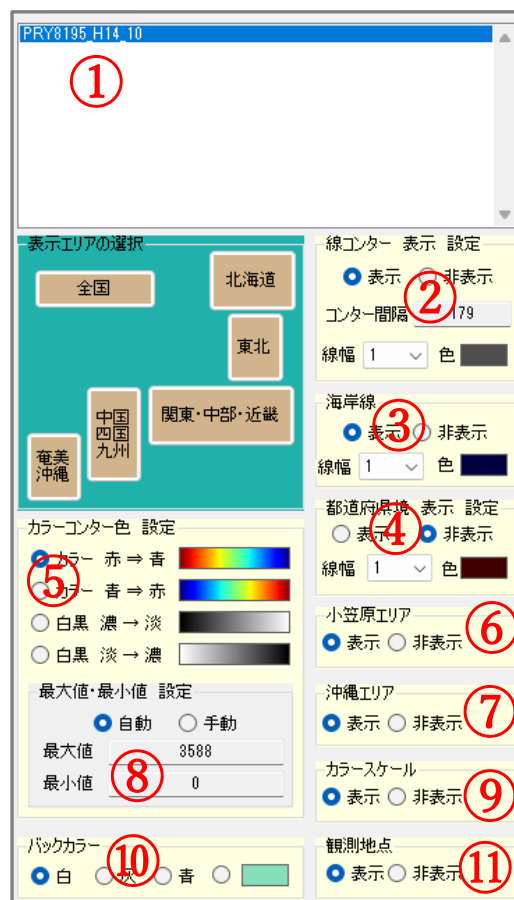 PRY8195_H14_10
①
表示エリアの選択
全国
北海道
東北
関東・中部・近畿
中国
四国
九州
奄美
沖縄
線コンター 表示 設定
表示 非表示
②
コンター間隔 179
線幅 1 色
海岸線
③
表示 非表示
線幅 1 色
都道府県境 表示 設定
④
表示 非表示
線幅 1 色
カラーコンター色 設定
カラー 赤 ⇒ 青
⑤
カラー 青 ⇒ 赤
白黒 濃 → 淡
白黒 淡 → 濃
小笠原エリア
⑥
表示 非表示
最大値・最小値 設定
自動 手動
最大値 3588
⑧
最小値 0
沖縄エリア
⑦
表示 非表示
カラースケール
⑨
表示 非表示
バックカラー
⑩
白 灰 青
観測地点
⑪
表示 非表示